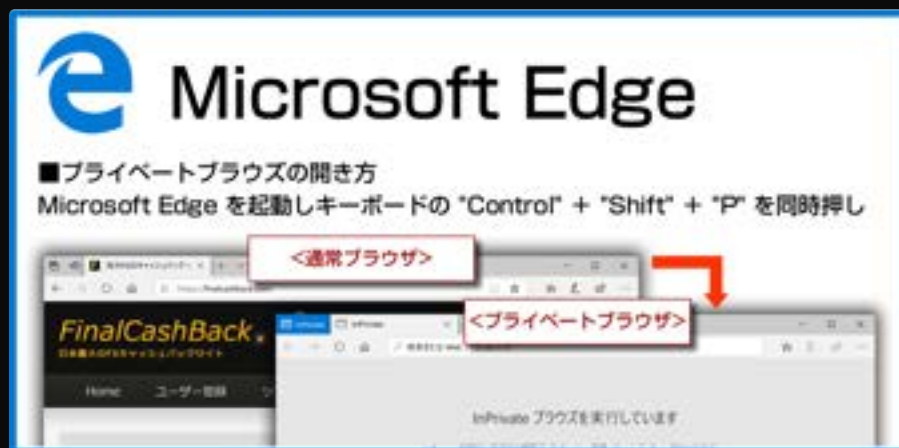 Microsoft Edge
■プライベートブラウズの開き方
Microsoft Edge を起動しキーボードの "Control" + "Shift" + "P" を同時押し
<通常ブラウザ>
<プライベートブラウザ>
FinalCashBack
InPrivate
Home ユーザー登録
InPrivate ブラウズを実行しています